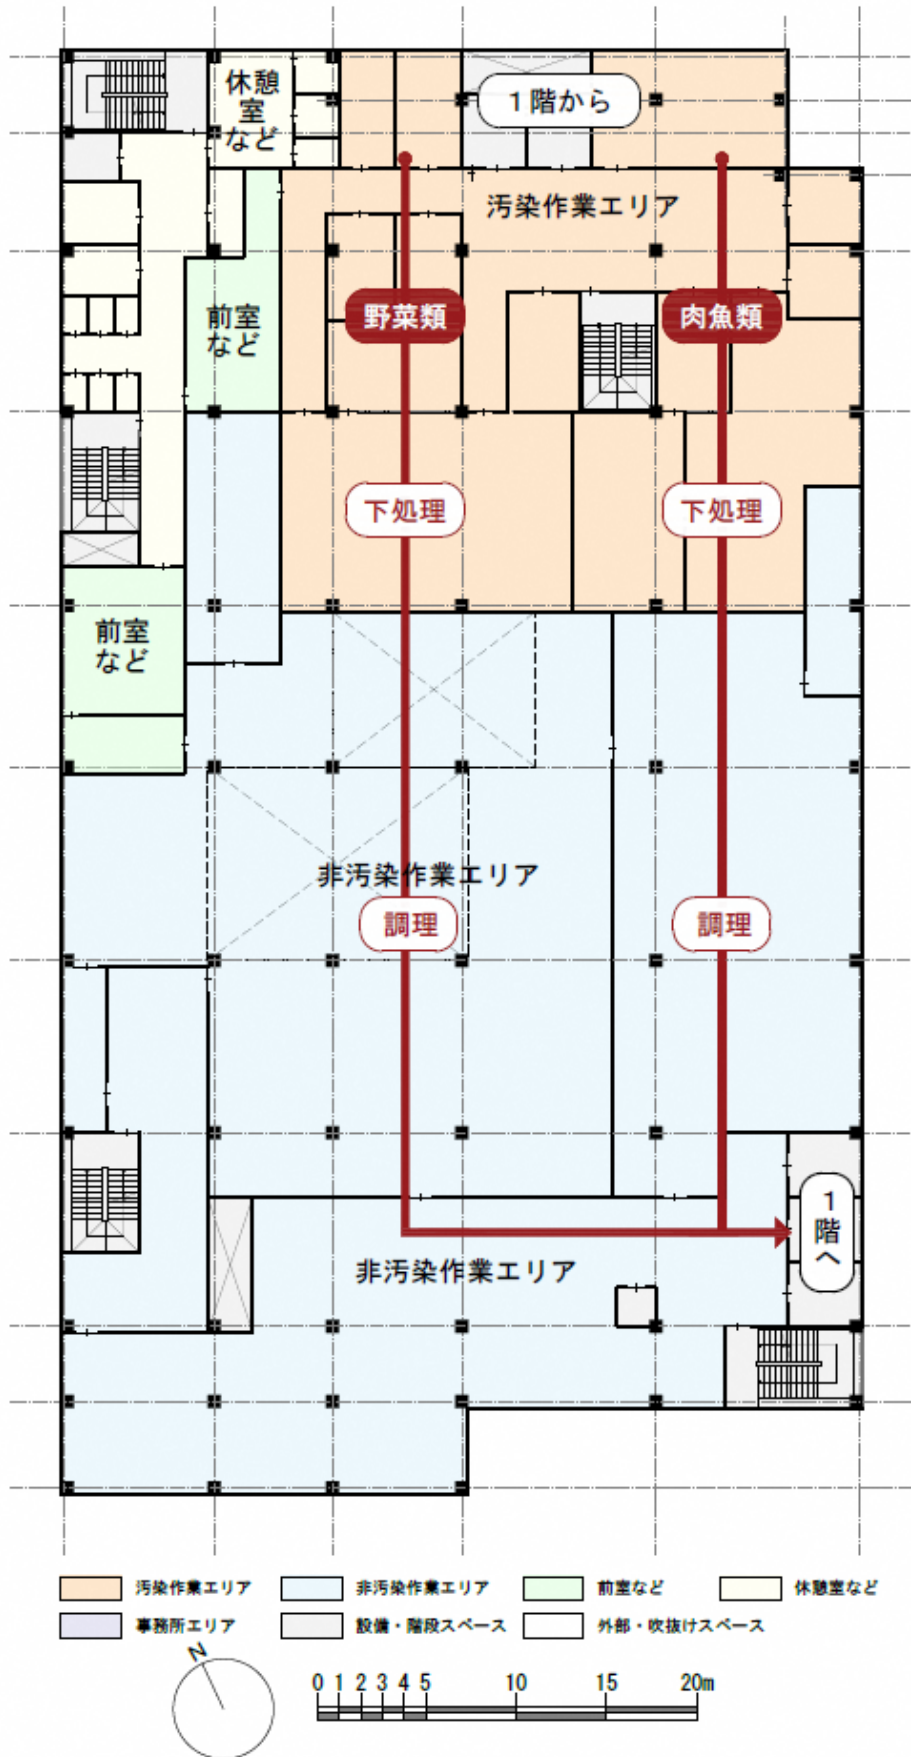 休憩
室
など
1階から
汚染作業エリア
野菜類
肉魚類
前室
など
下処理
下処理
前室
など
非汚染作業エリア
調理
調理
1
階
へ
非汚染作業エリア
汚染作業エリア
非汚染作業エリア
前室など
休憩室など
事務所エリア
設備・階段スペース
外部・吹抜けスペース
N
0 1 2 3 4 5 10 15 20m